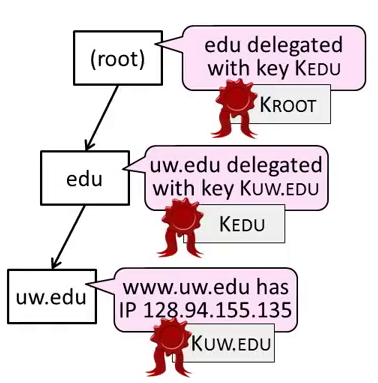 (root)
edu delegated
with key KEDU
KROOT
edu
uw.edu delegated
with key KUW.EDU
KEDU
uw.edu
www.uw.edu has
IP 128.94.155.135
KUW.EDU